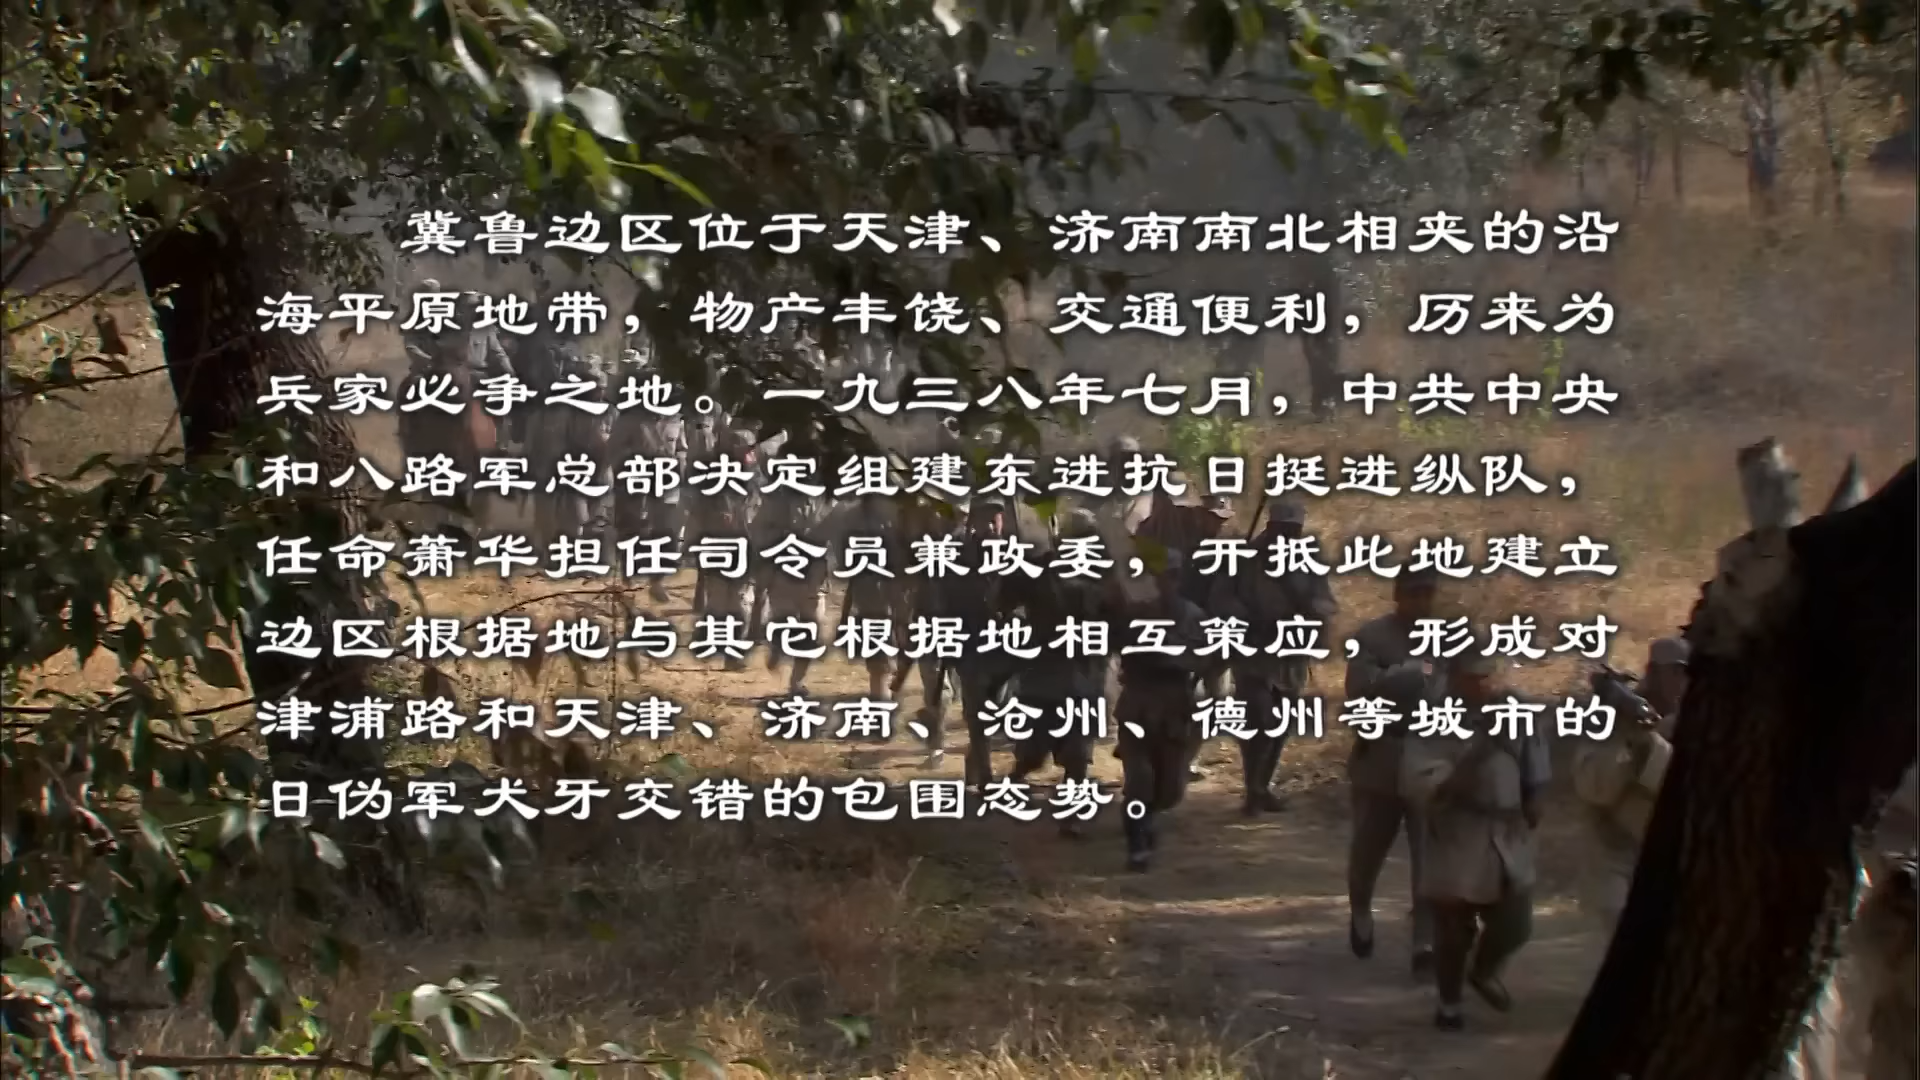 冀鲁边区位于天津、济南南北相夹的沿
海平原地带，物产丰饶、交通便利，历来为
兵家必争之地。一九三八年七月，中共中央
和八路军总部决定组建东进抗日挺进纵队，
任命萧华担任司令员兼政委，开抵此地建立
边区根据地与其它根据地相互策应，形成对
津浦路和天津、济南、沧州、德州等城市的
日伪军犬牙交错的包围态势。